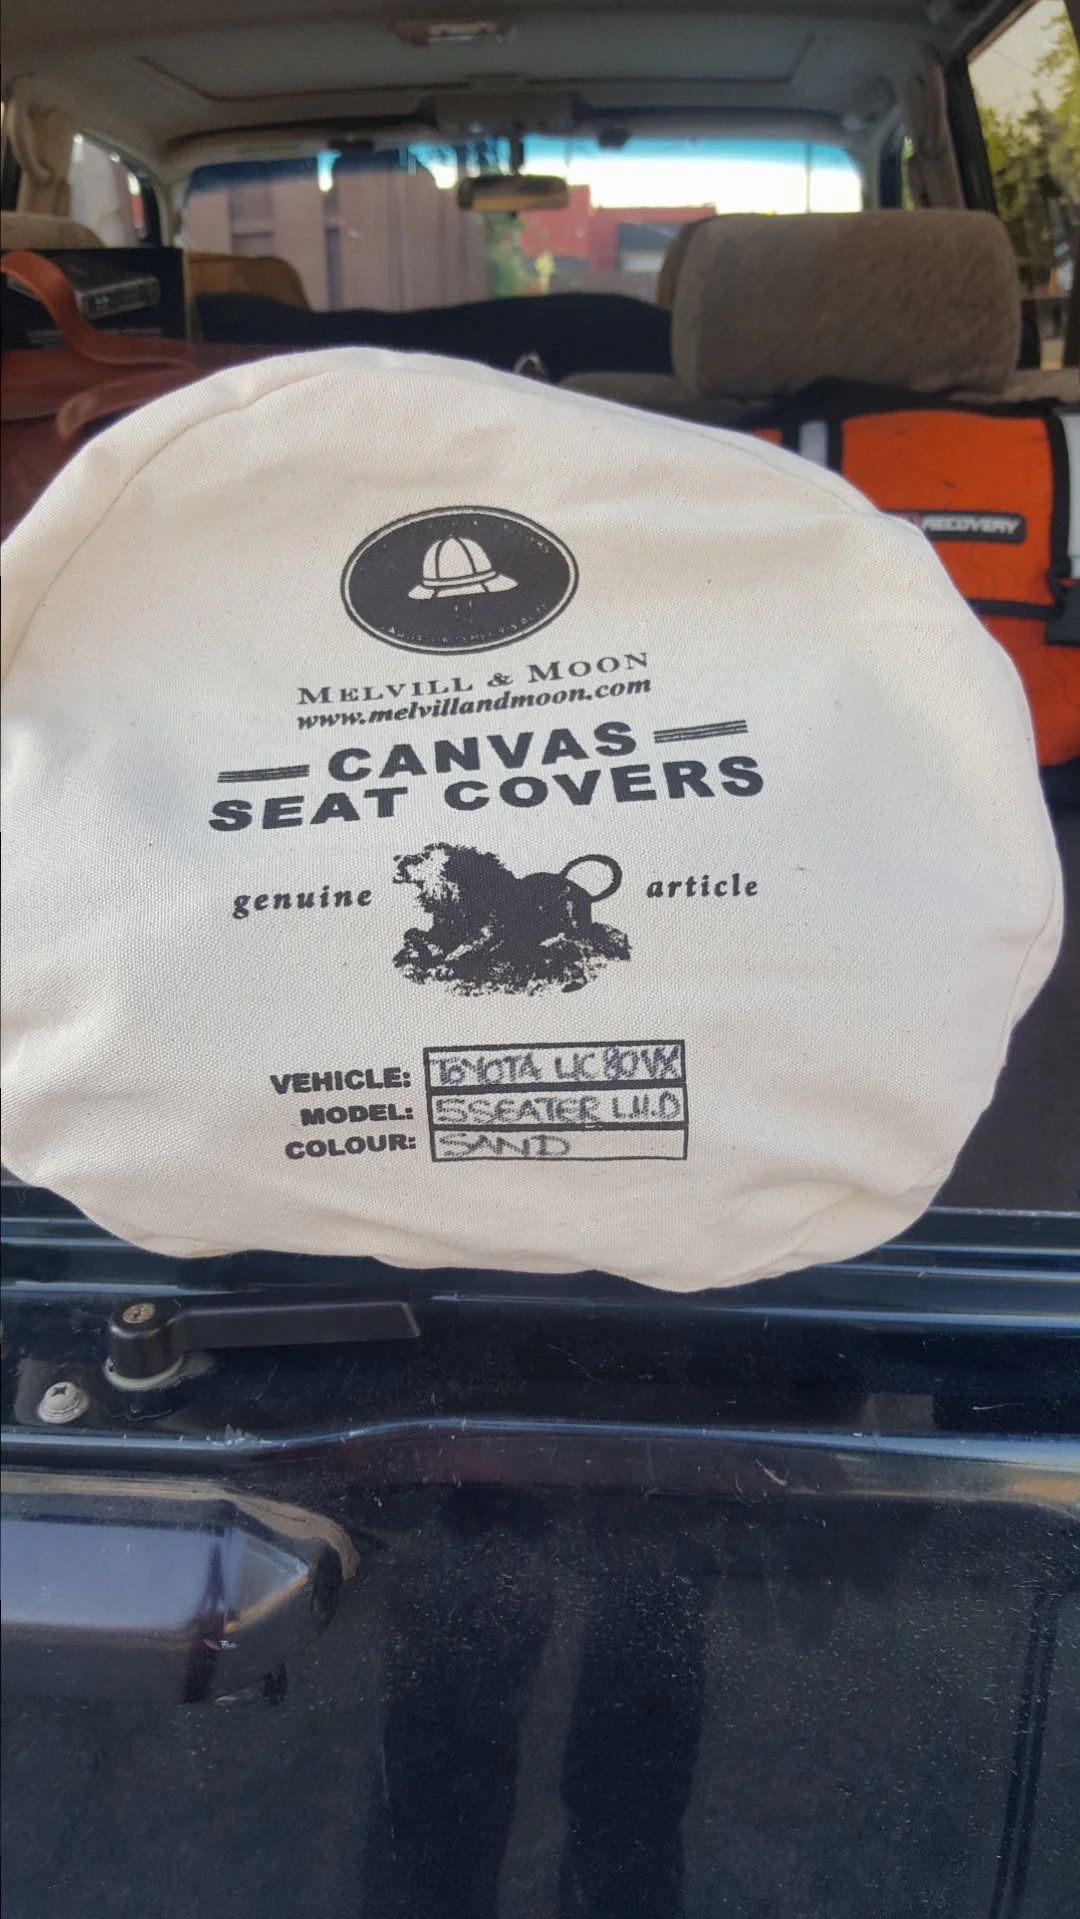 MELVILL & MOON
www.melvillandmoon.com
CANVAS
SEAT COVERS
genuine article
VEHICLE: TOYOTA LC 80 VX
MODEL: 5SEATER L.H.D
COLOUR: SAND
RECOVERY